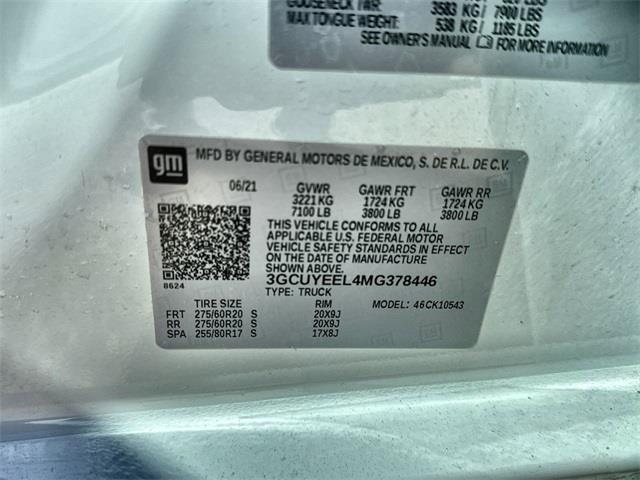 GOOSENECK TWR: 3583 KG/ 7900 LBS
MAX TONGUE WEIGHT: 538 KG/ 1185 LBS
SEE OWNER'S MANUAL FOR MORE INFORMATION
gm MFD BY GENERAL MOTORS DE MEXICO, S. DE R.L. DE C.V.
06/21 GVWR GAWR FRT GAWR RR
3221 KG 1724 KG 1724 KG
7100 LB 3800 LB 3800 LB
THIS VEHICLE CONFORMS TO ALL
APPLICABLE U.S. FEDERAL MOTOR
VEHICLE SAFETY STANDARDS IN EFFECT
ON THE DATE OF MANUFACTURE
SHOWN ABOVE.
8624 3GCUYEEL4MG378446
TYPE: TRUCK MODEL: 46CK10543
TIRE SIZE RIM
FRT 275/60R20 S 20X9J
RR 275/60R20 S 20X9J
SPA 255/80R17 S 17X8J